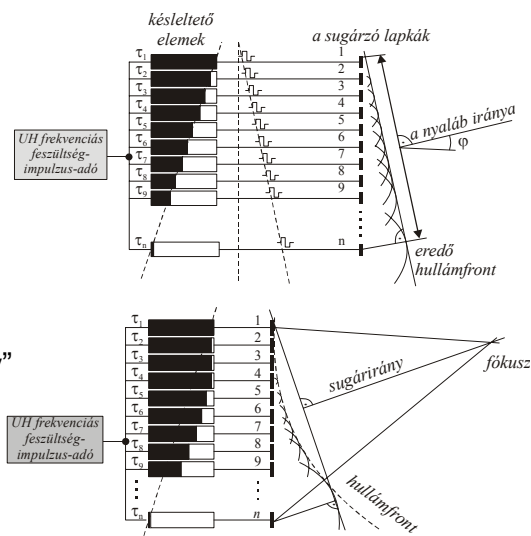 késleltető
elemek
a sugárzó lapkák
τ1
τ2
τ3
τ4
τ5
τ6
τ7
τ8
τ9
τn
1
2
3
4
5
6
7
8
9
n
UH frekvenciás
feszültség-
impulzus-adó
a nyaláb iránya
φ
eredő
hullámfront
”
τ1
τ2
τ3
τ4
τ5
τ6
τ7
τ8
τ9
τn
1
2
3
4
5
6
7
8
9
n
UH frekvenciás
feszültség-
impulzus-adó
sugárirány
fókusz
hullámfront